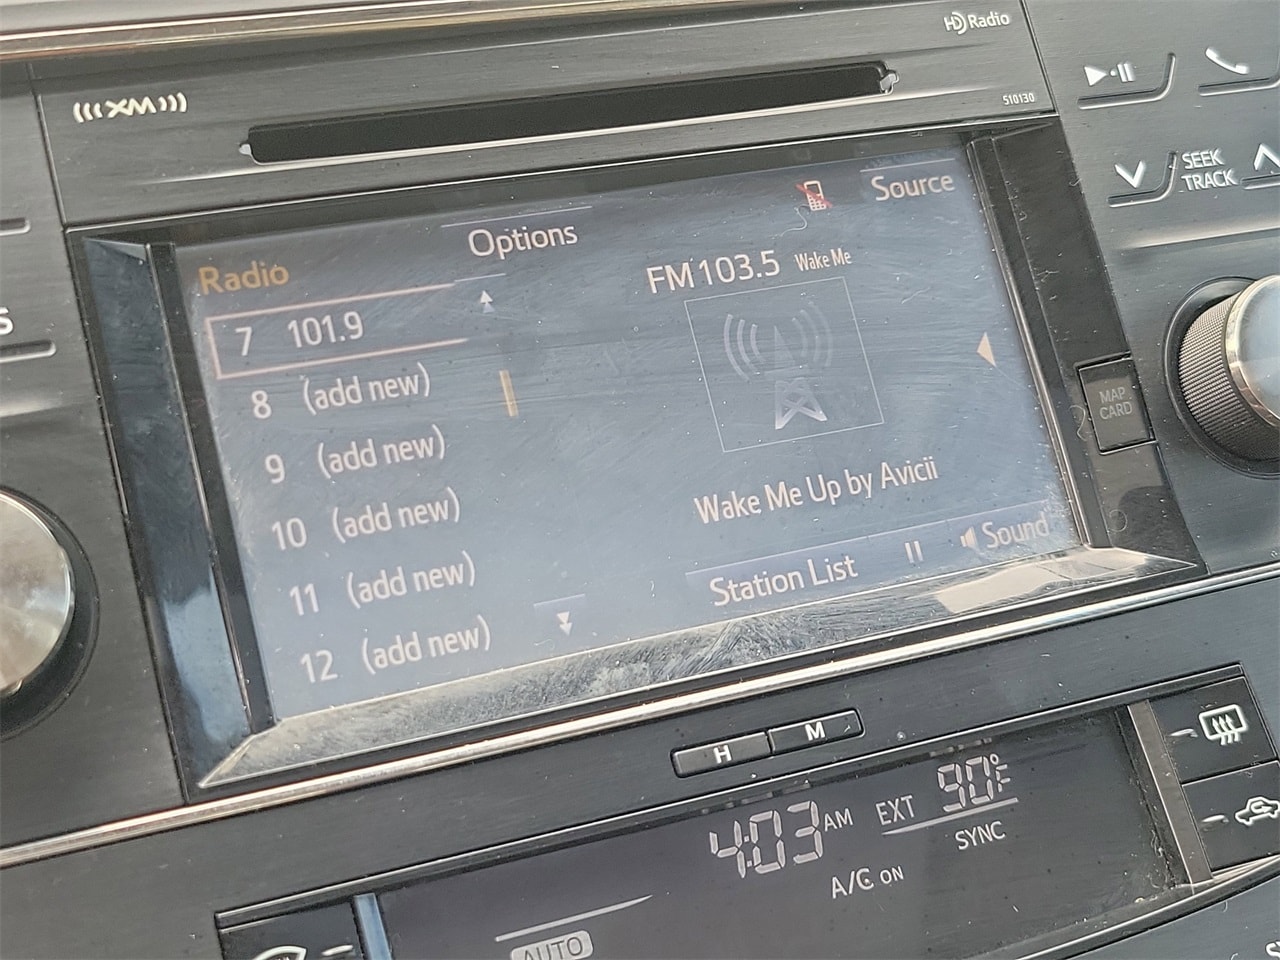 HD Radio
XM
510130
SEEK
TRACK
Source
Options
Radio
FM 103.5 Wake Me
7 101.9
8 (add new)
9 (add new)
10 (add new)
11 (add new)
12 (add new)
MAP
CARD
Wake Me Up by Avicii
Station List
Sound
H M
4:03 AM EXT 90°F
SYNC
A/C ON
AUTO